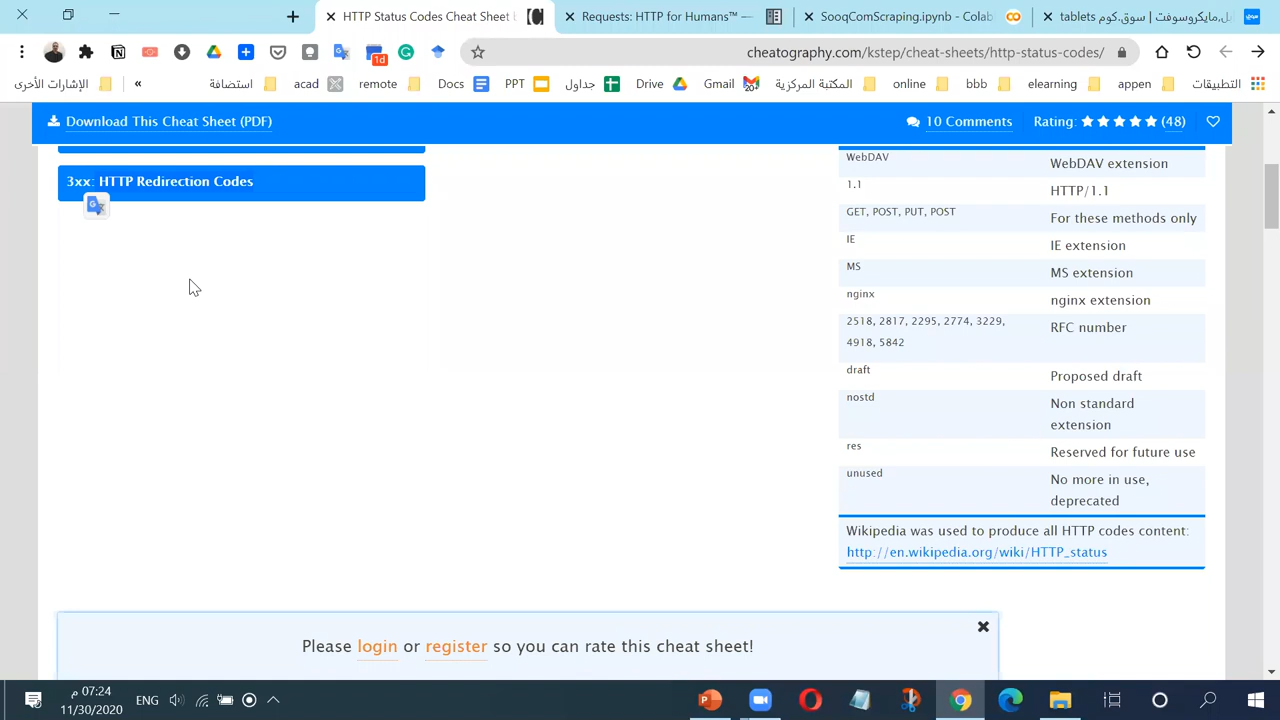 HTTP Status Codes Cheat Sheet
Requests: HTTP for Humans™ —
SooqComScraping.ipynb - Colab
tablets سوق.كوم | مايكروسوفت
cheatography.com/kstep/cheat-sheets/http-status-codes/
1d
الإشارات الأخرى
«
استضافة
acad
remote
Docs
PPT
جداول
Drive
Gmail
20+
المكتبة المركزية
online
bbb
elearning
appen
التطبيقات
Download This Cheat Sheet (PDF)
10 Comments
Rating: ★★★★★ (48)
3xx: HTTP Redirection Codes
WebDAV WebDAV extension
1.1 HTTP/1.1
GET, POST, PUT, POST For these methods only
IE IE extension
MS MS extension
nginx nginx extension
2518, 2817, 2295, 2774, 3229, RFC number
4918, 5842
draft Proposed draft
nostd Non standard
extension
res Reserved for future use
unused No more in use,
deprecated
Wikipedia was used to produce all HTTP codes content:
http://en.wikipedia.org/wiki/HTTP_status
Please login or register so you can rate this cheat sheet!
07:24 م
11/30/2020
ENG